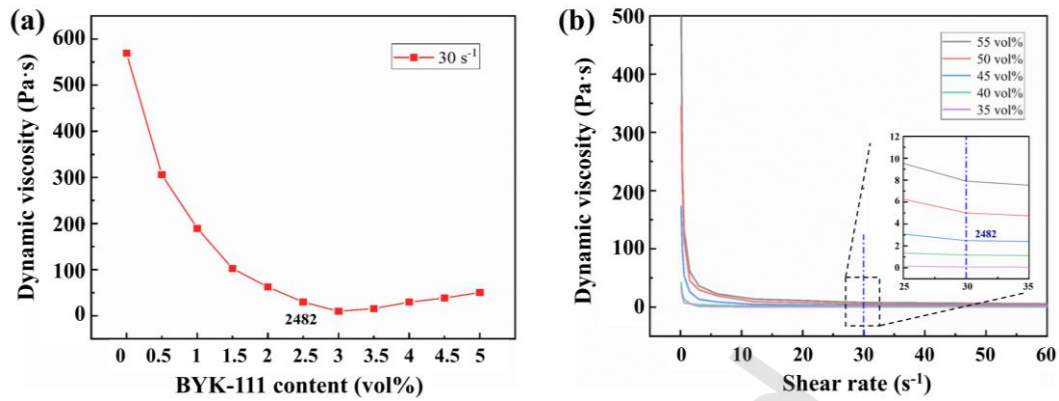 (a)
600
500
400
300
200
100
0
Dynamic viscosity (Pa·s)
30 s-1
2482
0 0.5 1 1.5 2 2.5 3 3.5 4 4.5 5
BYK-111 content (vol%)
(b)
500
400
300
200
100
0
Dynamic viscosity (Pa·s)
55 vol%
50 vol%
45 vol%
40 vol%
35 vol%
12
10
8
6
4
2
0
2482
25 30 35
0 10 20 30 40 50 60
Shear rate (s-1)